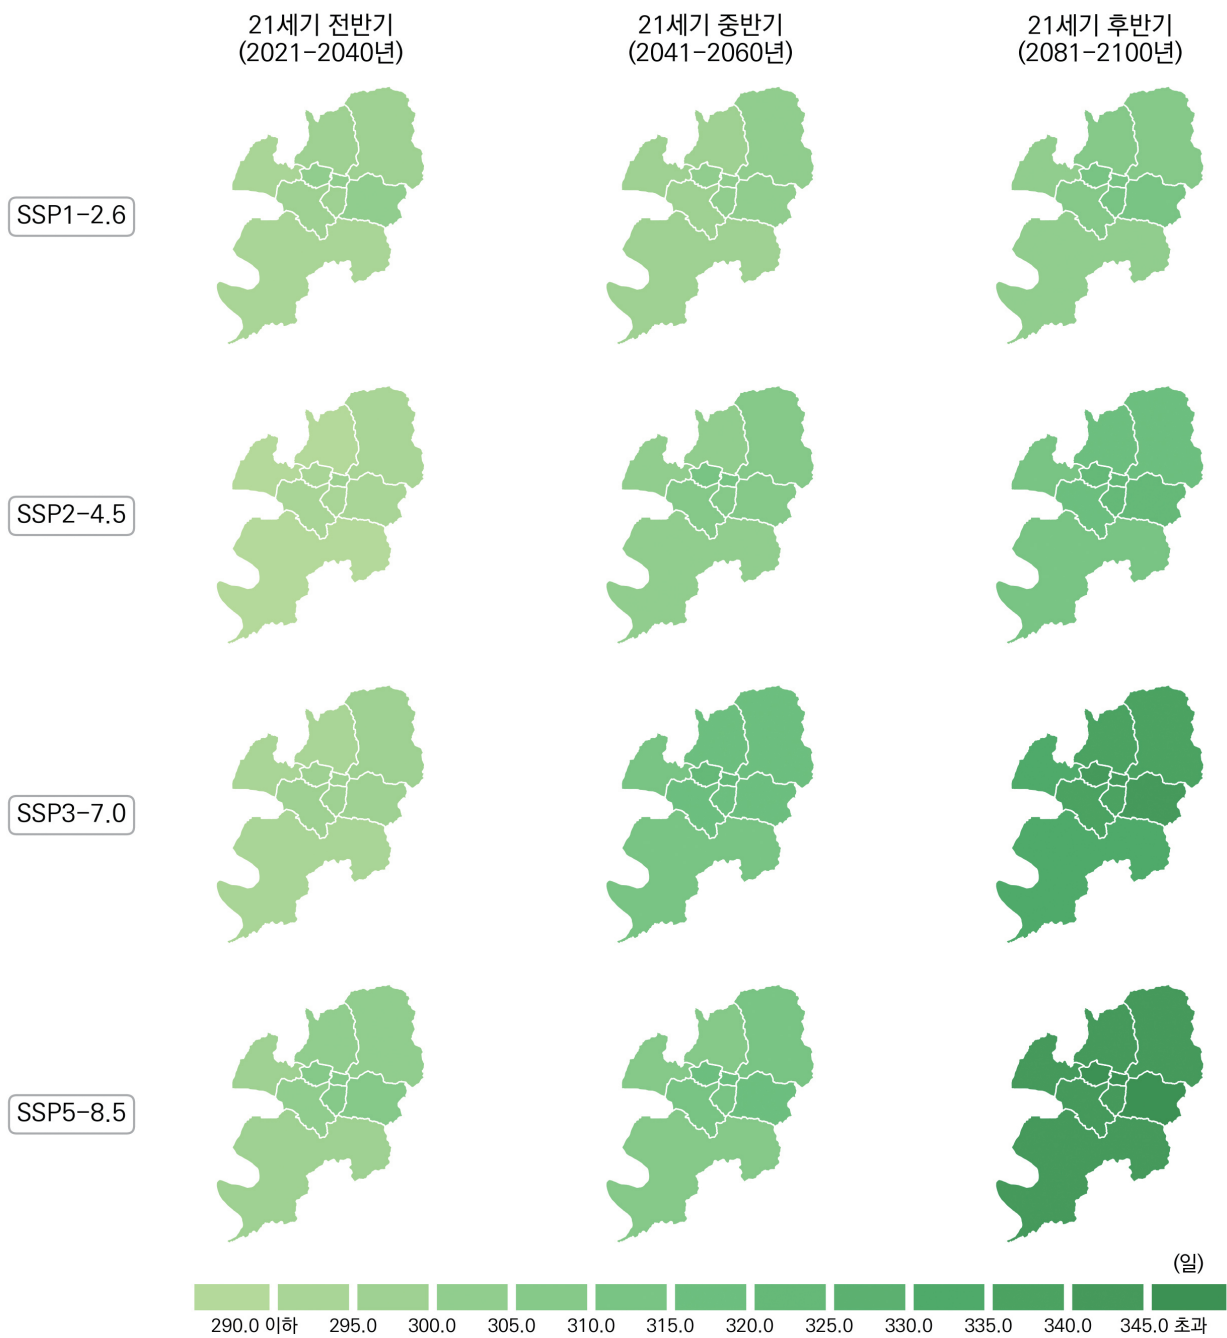 21세기 전반기
(2021-2040년)
21세기 중반기
(2041-2060년)
21세기 후반기
(2081-2100년)
SSP1-2.6
SSP2-4.5
SSP3-7.0
SSP5-8.5
(일)
290.0 이하 295.0 300.0 305.0 310.0 315.0 320.0 325.0 330.0 335.0 340.0 345.0 초과